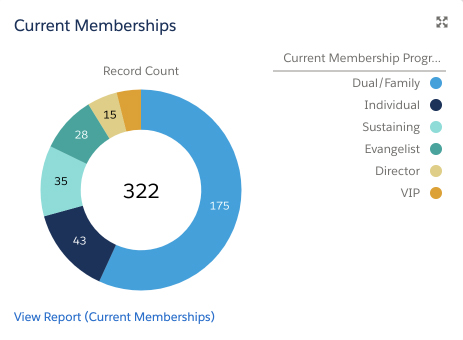 Current Memberships
Current Membership Progr...
Record Count
Dual/Family
Individual
Sustaining
Evangelist
Director
VIP
15
28
35
322
175
43
View Report (Current Memberships)